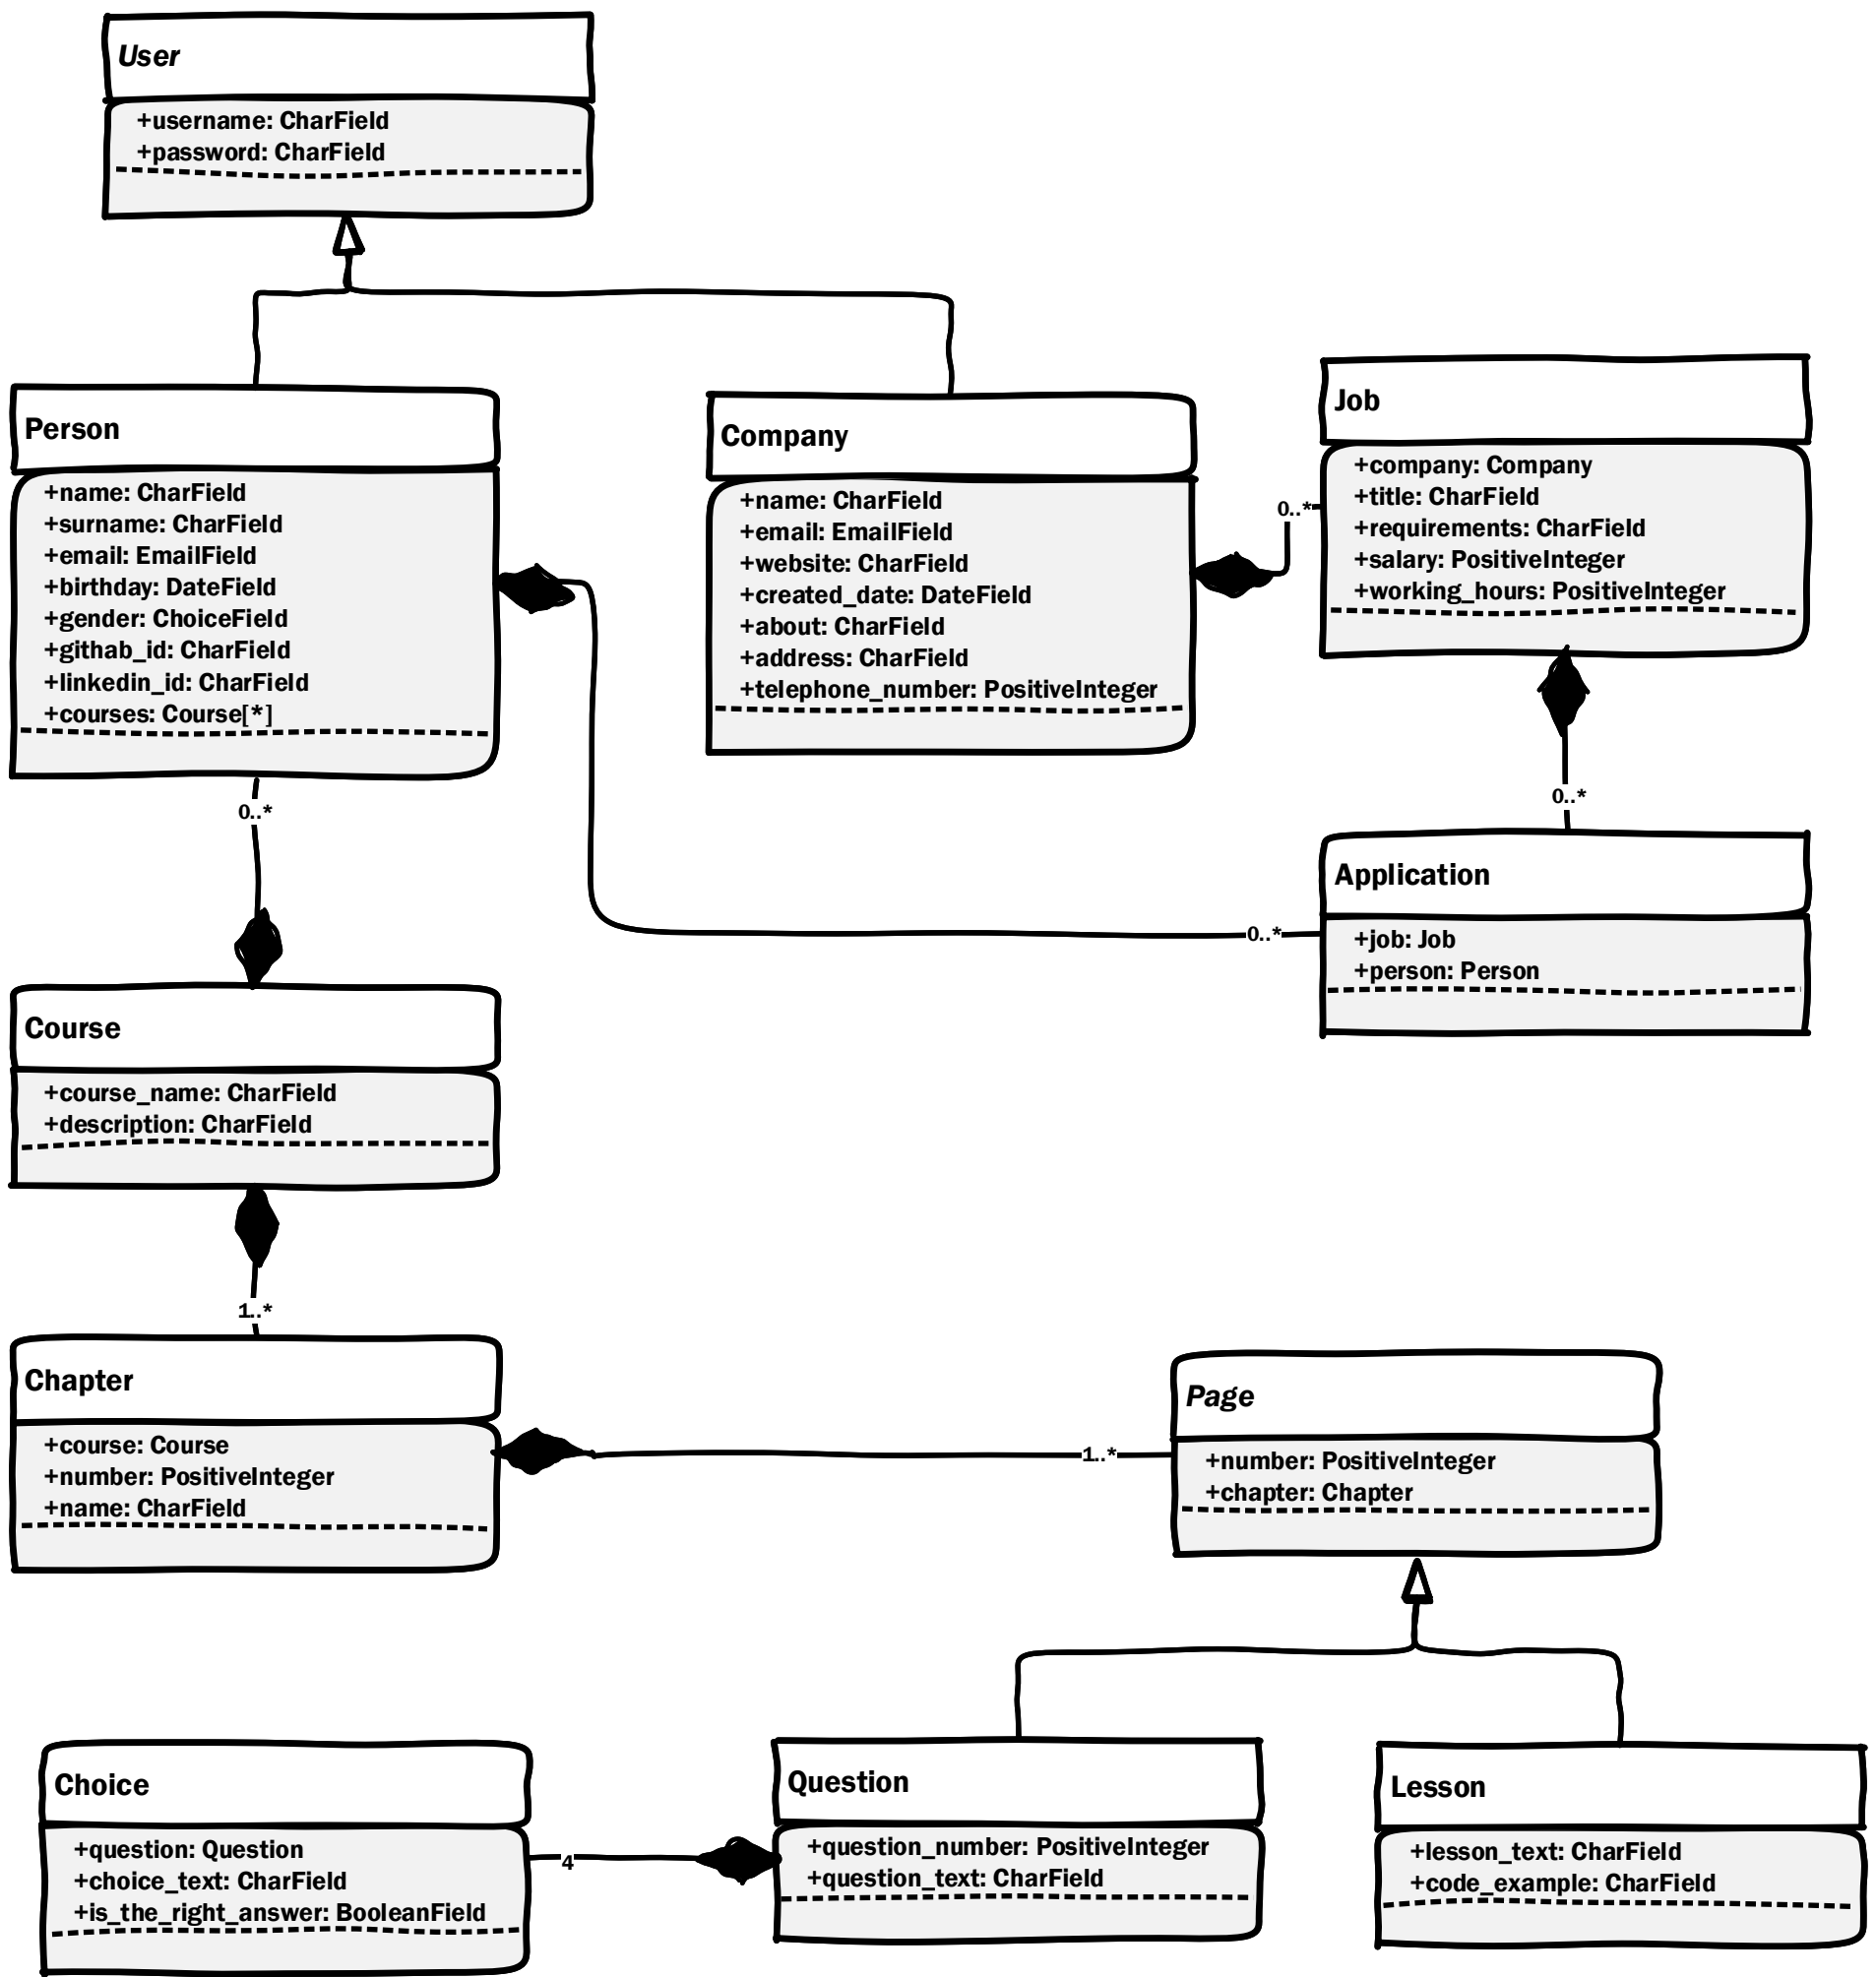 User
+username: CharField
+password: CharField
Person
+name: CharField
+surname: CharField
+email: EmailField
+birthday: DateField
+gender: ChoiceField
+githab_id: CharField
+linkedin_id: CharField
+courses: Course[*]
Company
+name: CharField
+email: EmailField
+website: CharField
+created_date: DateField
+about: CharField
+address: CharField
+telephone_number: PositiveInteger
0..*
Job
+company: Company
+title: CharField
+requirements: CharField
+salary: PositiveInteger
+working_hours: PositiveInteger
0..*
0..*
Application
+job: Job
+person: Person
0..*
Course
+course_name: CharField
+description: CharField
1..*
Chapter
+course: Course
+number: PositiveInteger
+name: CharField
1..*
Page
+number: PositiveInteger
+chapter: Chapter
Choice
+question: Question
+choice_text: CharField
+is_the_right_answer: BooleanField
4
Question
+question_number: PositiveInteger
+question_text: CharField
Lesson
+lesson_text: CharField
+code_example: CharField